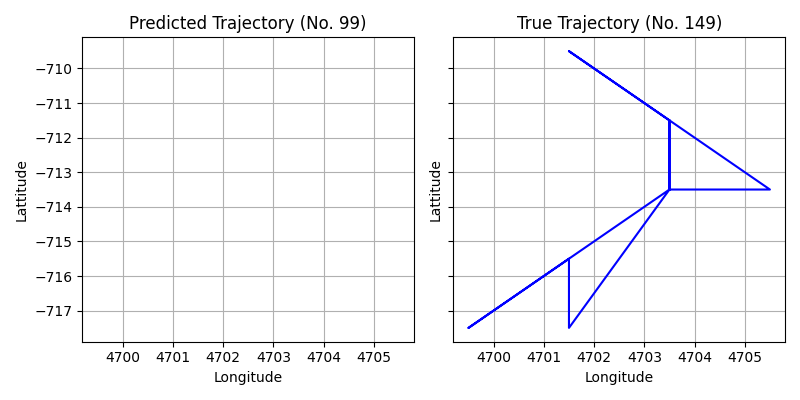 Predicted Trajectory (No. 99)
True Trajectory (No. 149)
Lattitude
−710
−711
−712
−713
−714
−715
−716
−717
4700 4701 4702 4703 4704 4705
Longitude
Lattitude
4700 4701 4702 4703 4704 4705
Longitude